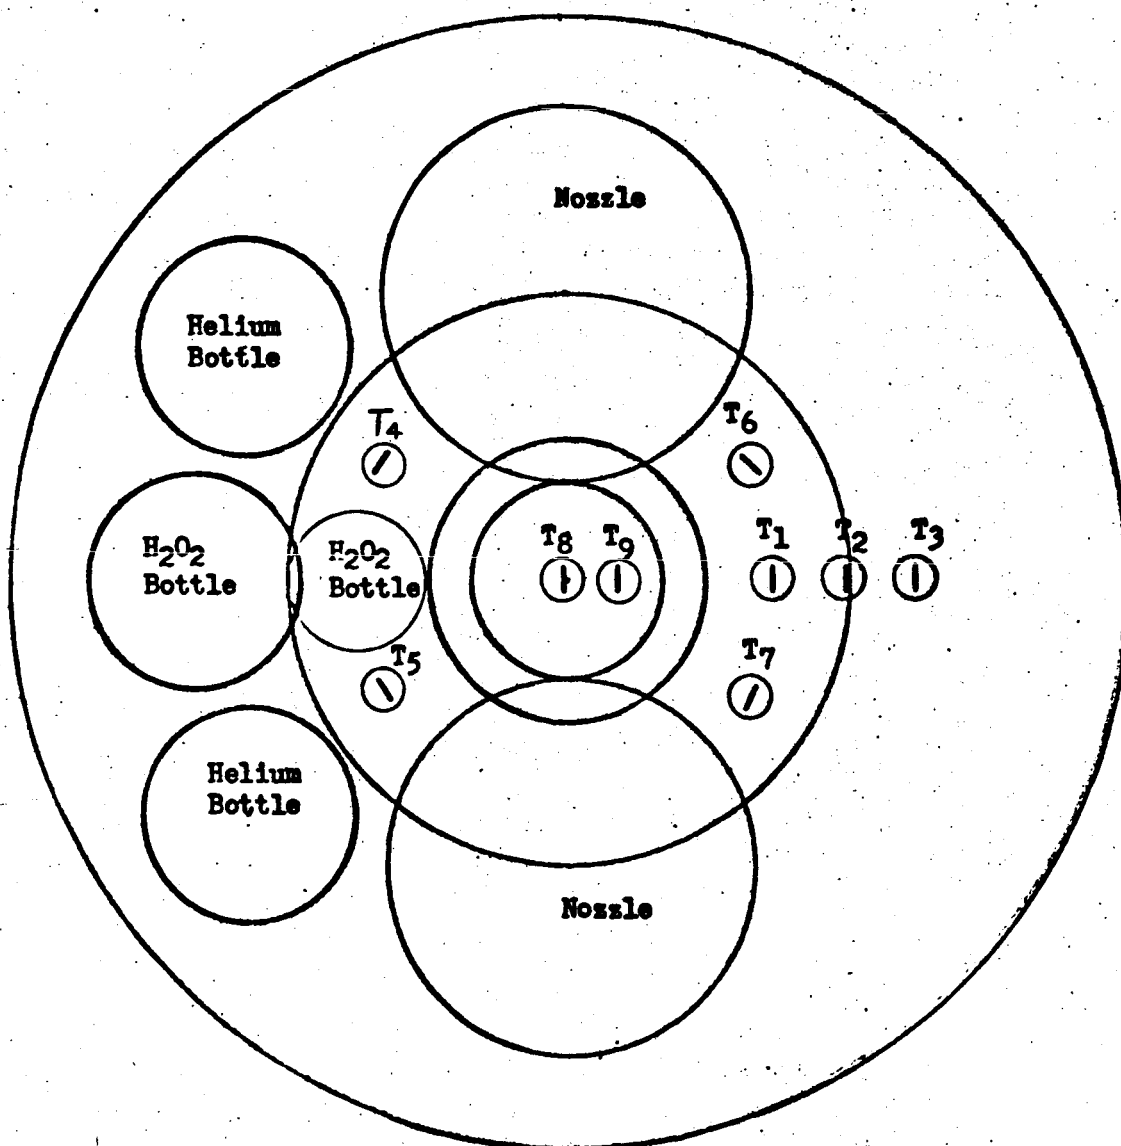 Nozzle
Helium
Bottle
T4
T6
H2O2
Bottle
H2O2
Bottle
T8
T9
T1
T2
T3
T5
T7
Helium
Bottle
Nozzle